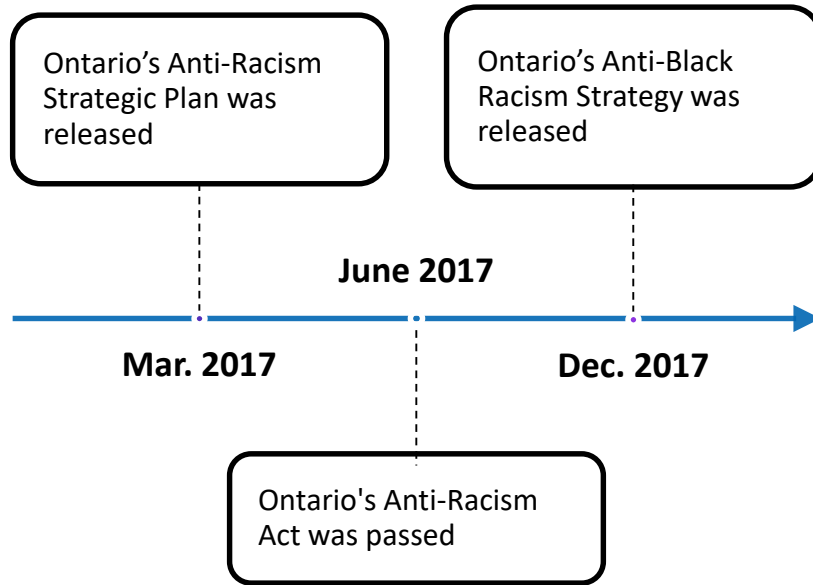 Ontario’s Anti-Racism
Strategic Plan was
released
Ontario’s Anti-Black
Racism Strategy was
released
June 2017
Mar. 2017
Dec. 2017
Ontario's Anti-Racism
Act was passed